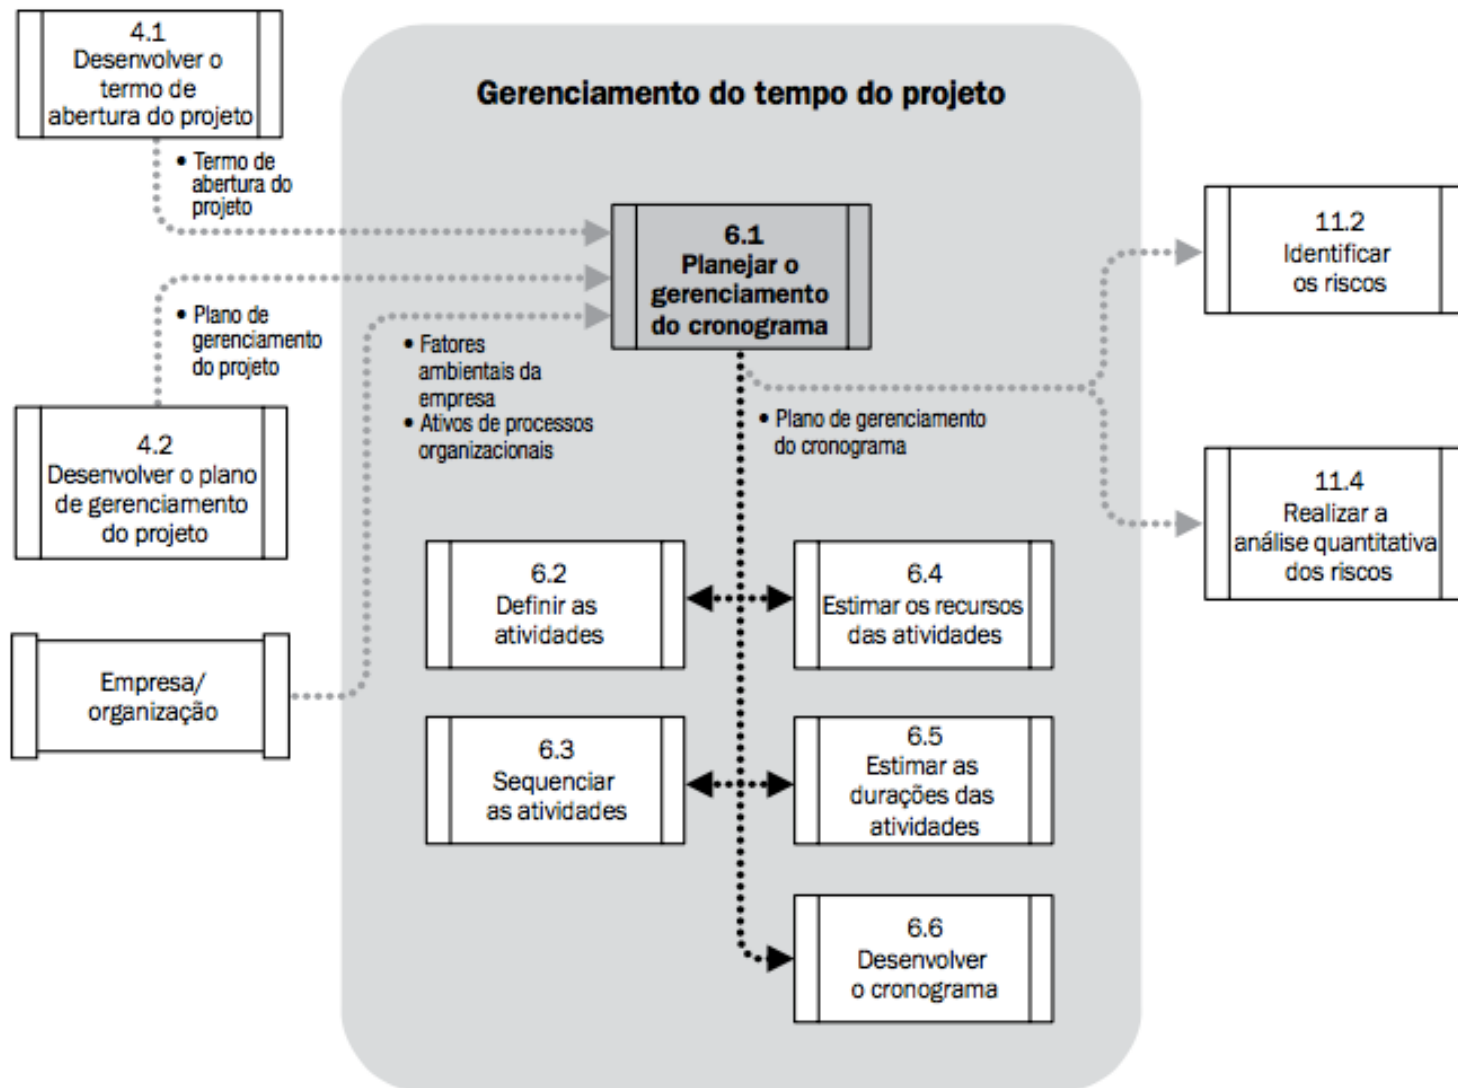 4.1
Desenvolver o
termo de
abertura do projeto
Gerenciamento do tempo do projeto
• Termo de
abertura do
projeto
6.1
Planejar o
gerenciamento
do cronograma
11.2
Identificar
os riscos
• Plano de
gerenciamento
do projeto
• Fatores
ambientais da
empresa
• Ativos de processos
organizacionais
• Plano de gerenciamento
do cronograma
4.2
Desenvolver o plano
de gerenciamento
do projeto
11.4
Realizar a
análise quantitativa
dos riscos
6.2
Definir as
atividades
6.4
Estimar os recursos
das atividades
Empresa/
organização
6.3
Sequenciar
as atividades
6.5
Estimar as
durações das
atividades
6.6
Desenvolver
o cronograma